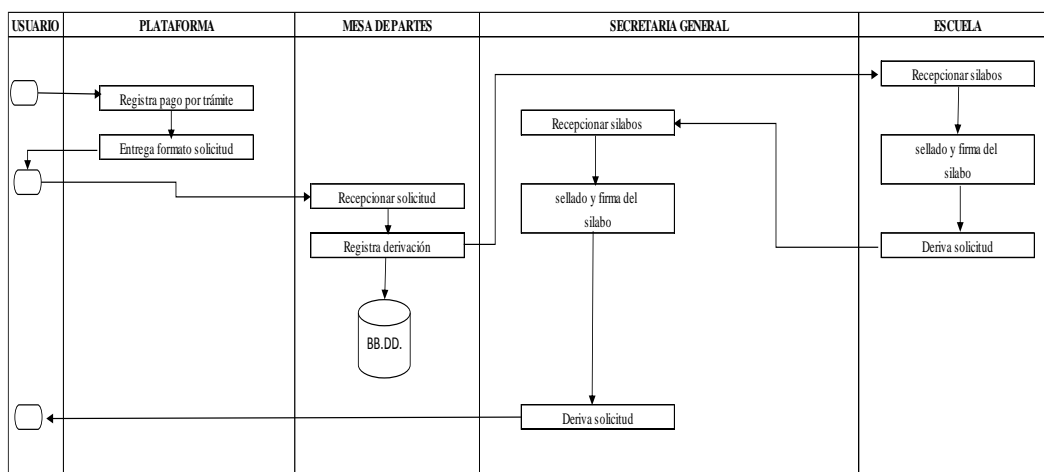 USUARIO
PLATAFORMA
MESA DE PARTES
SECRETARIA GENERAL
ESCUELA
Registra pago por trámite
Entrega formato solicitud
Recepcionar solicitud
Registra derivación
BB.DD.
Recepcionar silabos
sellado y firma del
silabo
Deriva solicitud
Recepcionar silabos
sellado y firma del
silabo
Deriva solicitud